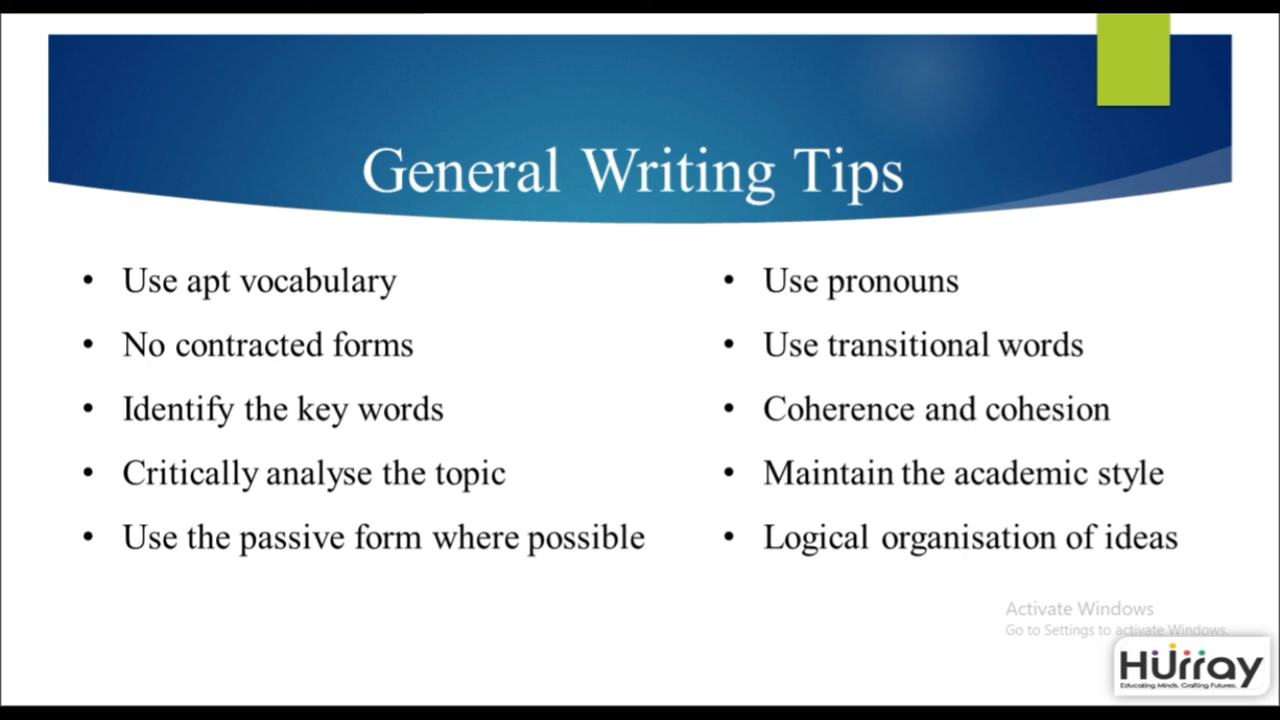 General Writing Tips
• Use apt vocabulary
• No contracted forms
• Identify the key words
• Critically analyse the topic
• Use the passive form where possible
• Use pronouns
• Use transitional words
• Coherence and cohesion
• Maintain the academic style
• Logical organisation of ideas
Activate Windows
Go to Settings to activate Windows.
Hurray
Educating Minds, Crafting Futures.